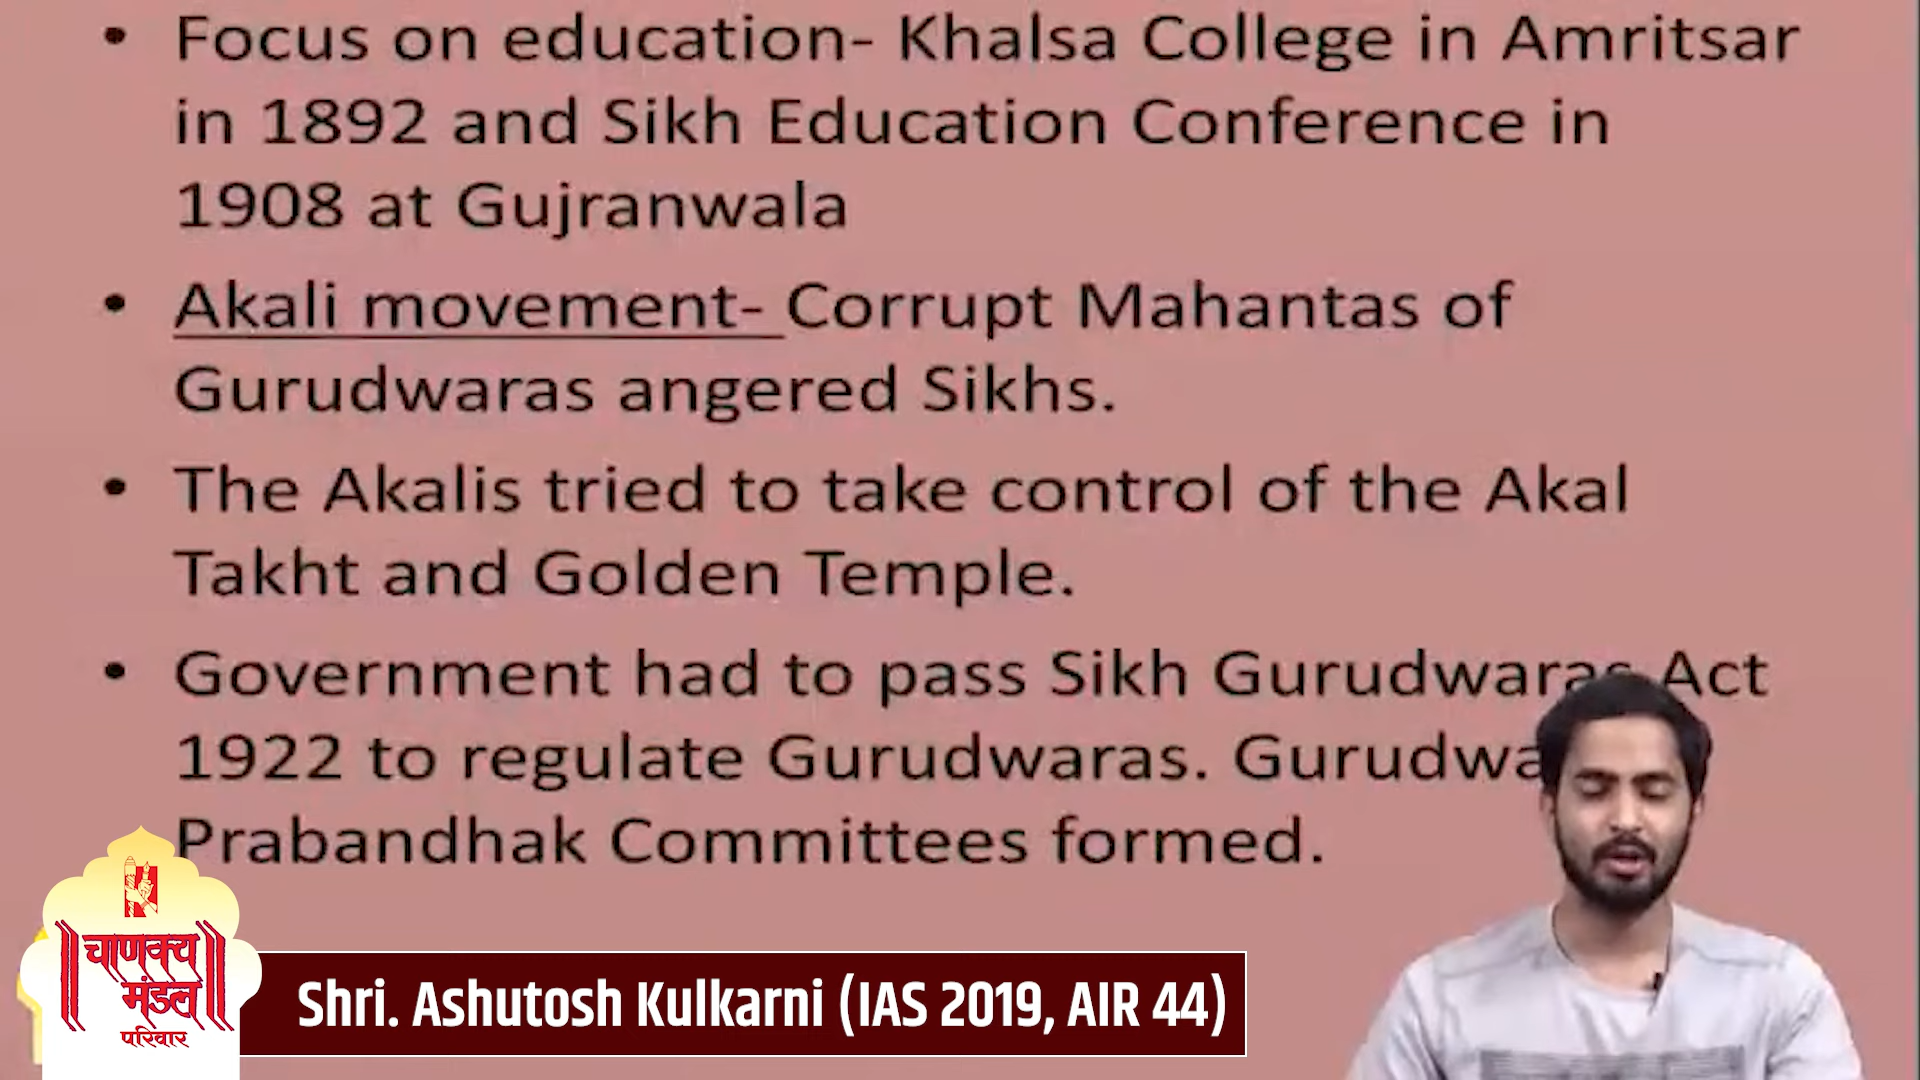 • Focus on education- Khalsa College in Amritsar
in 1892 and Sikh Education Conference in
1908 at Gujranwala
• Akali movement- Corrupt Mahantas of
Gurudwaras angered Sikhs.
• The Akalis tried to take control of the Akal
Takht and Golden Temple.
• Government had to pass Sikh Gurudwaras Act
1922 to regulate Gurudwaras. Gurudwa
Prabandhak Committees formed.
चाणक्य
मंडल
परिवार
Shri. Ashutosh Kulkarni (IAS 2019, AIR 44)